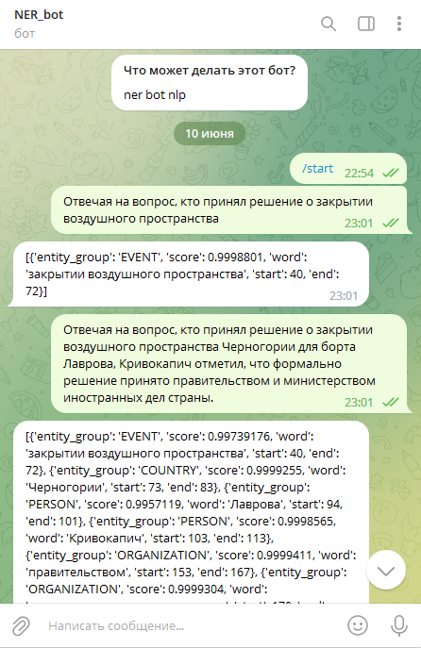 NER_bot
бот
Что может делать этот бот?
ner bot nlp
10 июня
/start 22:54
Отвечая на вопрос, кто принял решение о закрытии
воздушного пространства
23:01
[{'entity_group': 'EVENT', 'score': 0.9998801, 'word':
'закрытии воздушного пространства', 'start': 40, 'end':
72}]
23:01
Отвечая на вопрос, кто принял решение о закрытии
воздушного пространства Черногории для борта
Лаврова, Кривокапич отметил, что формально
решение принято правительством и министерством
иностранных дел страны.
23:01
[{'entity_group': 'EVENT', 'score': 0.99739176, 'word':
'закрытии воздушного пространства', 'start': 40, 'end':
72}, {'entity_group': 'COUNTRY', 'score': 0.9999255, 'word':
'Черногории', 'start': 73, 'end': 83}, {'entity_group':
'PERSON', 'score': 0.9957119, 'word': 'Лаврова', 'start': 94,
'end': 101}, {'entity_group': 'PERSON', 'score': 0.9998565,
'word': 'Кривокапич', 'start': 103, 'end': 113},
{'entity_group': 'ORGANIZATION', 'score': 0.9999411, 'word':
'правительством', 'start': 153, 'end': 167}, {'entity_group':
'ORGANIZATION', 'score': 0.9999304, 'word':
Написать сообщение...